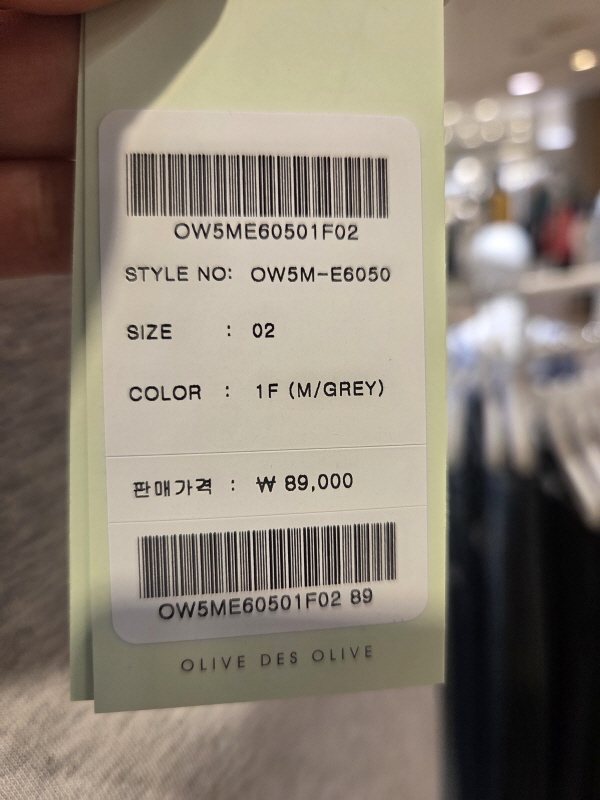 OW5ME60501F02
STYLE NO: OW5M-E6050
SIZE : 02
COLOR : 1F (M/GREY)
판매가격 : ₩ 89,000
OW5ME60501F02 89
OLIVE DES OLIVE